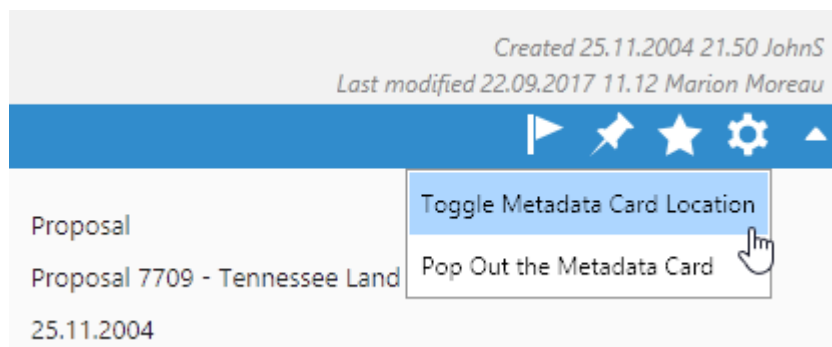 Created 25.11.2004 21.50 JohnS
Last modified 22.09.2017 11.12 Marion Moreau
Toggle Metadata Card Location
Proposal
Pop Out the Metadata Card
Proposal 7709 - Tennessee Land
25.11.2004